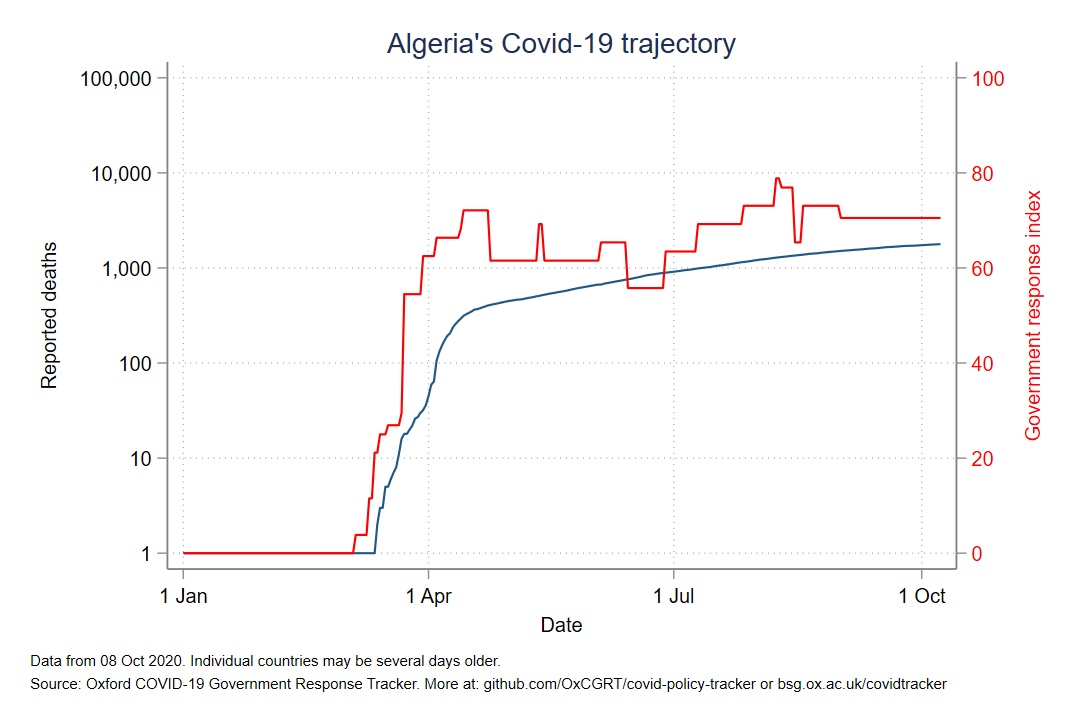 Algeria's Covid-19 trajectory
100,000
10,000
1,000
100
10
1
Reported deaths
100
80
60
40
20
0
Government response index
1 Jan
1 Apr
1 Jul
1 Oct
Date
Data from 08 Oct 2020. Individual countries may be several days older.
Source: Oxford COVID-19 Government Response Tracker. More at: github.com/OxCGRT/covid-policy-tracker or bsg.ox.ac.uk/covidtracker